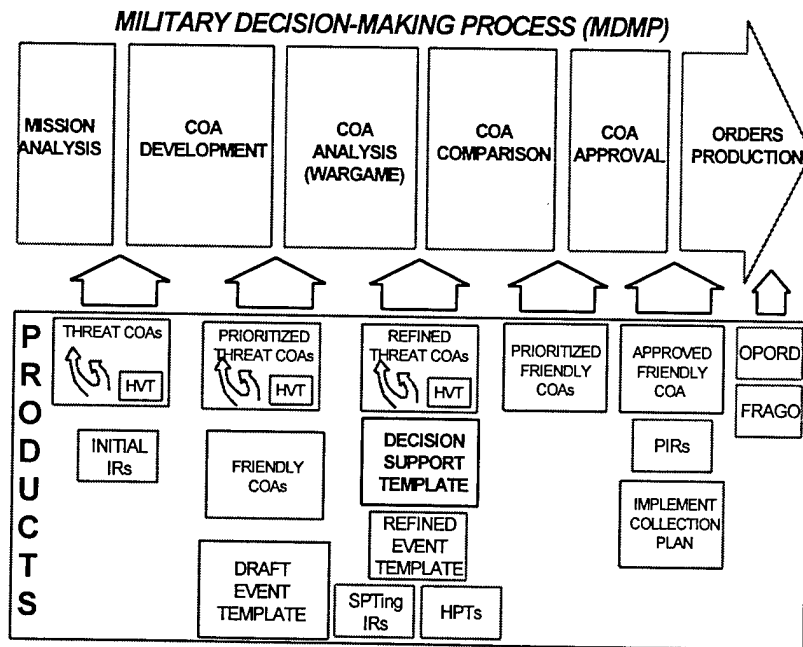 MILITARY DECISION-MAKING PROCESS (MDMP)
MISSION
ANALYSIS
COA
DEVELOPMENT
COA
ANALYSIS
(WARGAME)
COA
COMPARISON
COA
APPROVAL
ORDERS
PRODUCTION
PRODUCTS
THREAT COAs
HVT
INITIAL
IRs
PRIORITIZED
THREAT COAs
HVT
FRIENDLY
COAs
DRAFT
EVENT
TEMPLATE
REFINED
THREAT COAs
HVT
DECISION
SUPPORT
TEMPLATE
REFINED
EVENT
TEMPLATE
SPTing
IRs
HPTs
PRIORITIZED
FRIENDLY
COAs
APPROVED
FRIENDLY
COA
PIRs
IMPLEMENT
COLLECTION
PLAN
OPORD
FRAGO